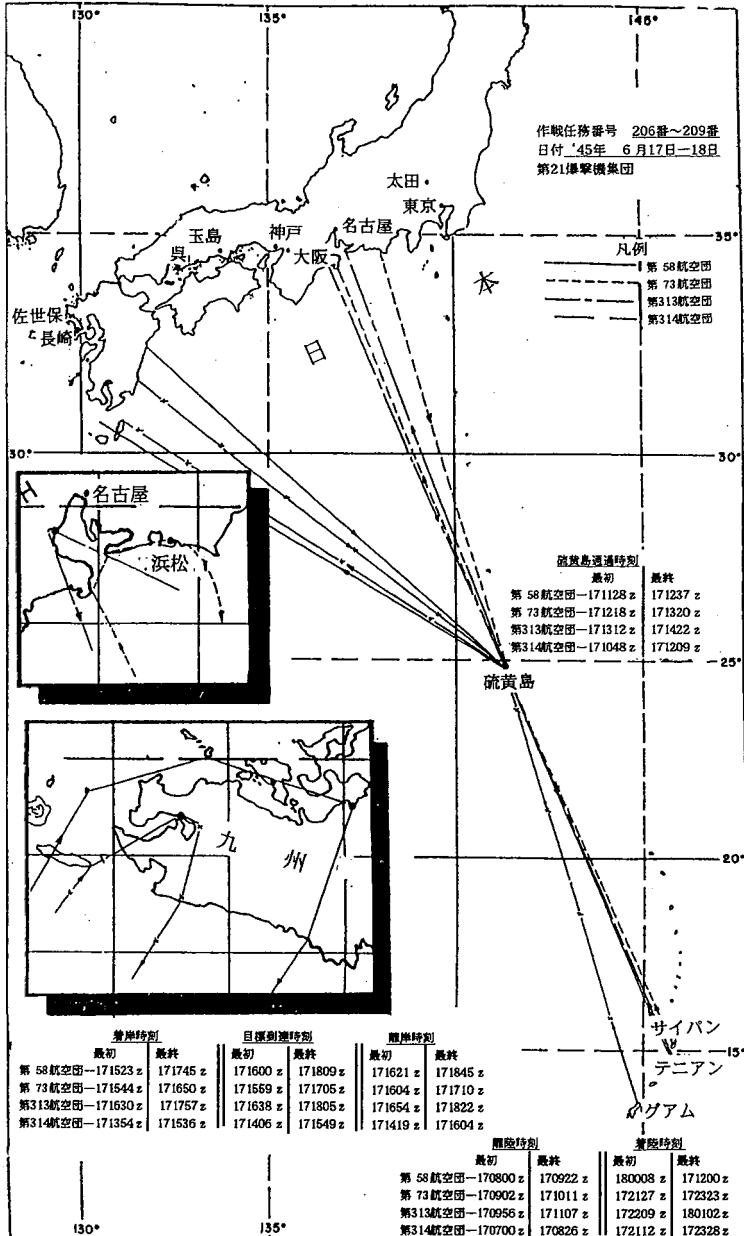 130°
135°
145°
作戦任務番号 206番～209番
日付 '45年 6月17日—18日
第21爆撃機集団
太田
東京
玉島
神戸
名古屋
呉
大阪
35°
凡例
第 58航空団
第 73航空団
第313航空団
第314航空団
佐世保
長崎
日
本
30°
名古屋
浜松
硫黄島通過時刻
最初 最終
第 58航空団—171128 z 171237 z
第 73航空団—171218 z 171320 z
第313航空団—171312 z 171422 z
第314航空団—171048 z 171209 z
25°
硫黄島
九
州
20°
サイパン
15°
テニアン
グアム
着岸時刻 目標到達時刻 離岸時刻
最初 最終 最初 最終 最初 最終
第 58航空団—171523 z 171745 z 171600 z 171809 z 171621 z 171845 z
第 73航空団—171544 z 171650 z 171559 z 171705 z 171604 z 171710 z
第313航空団—171630 z 171757 z 171638 z 171805 z 171654 z 171822 z
第314航空団—171354 z 171536 z 171406 z 171549 z 171419 z 171604 z
離陸時刻 着陸時刻
最初 最終 最初 最終
第 58航空団—170800 z 170922 z 180008 z 171200 z
第 73航空団—170902 z 171011 z 172127 z 172323 z
第313航空団—170956 z 171107 z 172209 z 180102 z
第314航空団—170700 z 170826 z 172112 z 172328 z
130°
135°